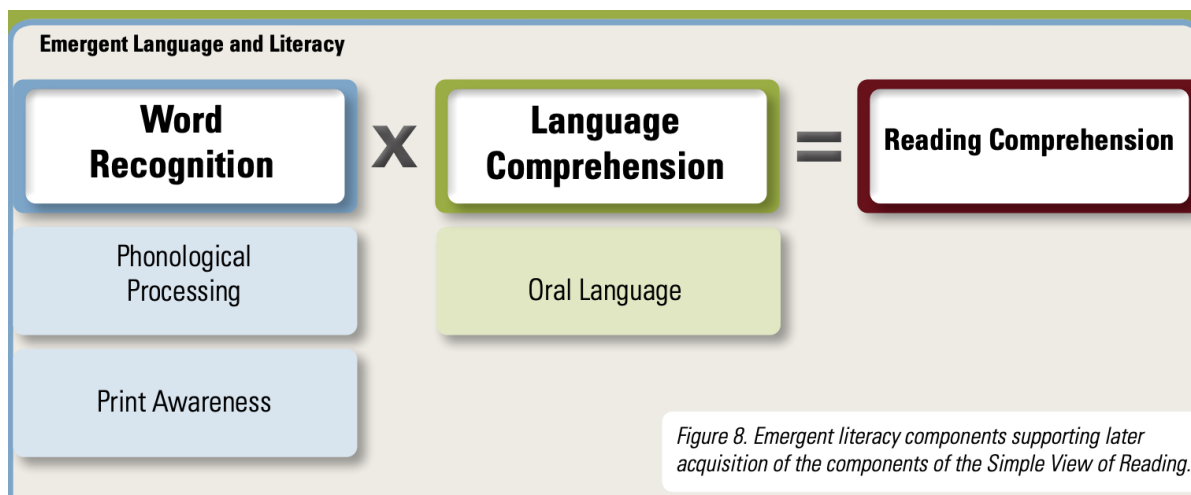 Emergent Language and Literacy
Word
Recognition
x
Language
Comprehension
=
Reading Comprehension
Phonological
Processing
Oral Language
Print Awareness
Figure 8. Emergent literacy components supporting later
acquisition of the components of the Simple View of Reading.